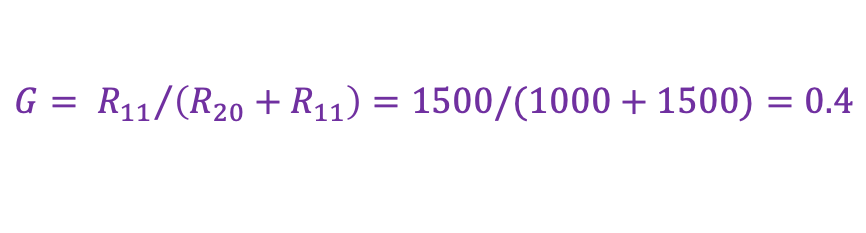 G = R₁₁/(R₂₀ + R₁₁) = 1500/(1000 + 1500) = 0.4